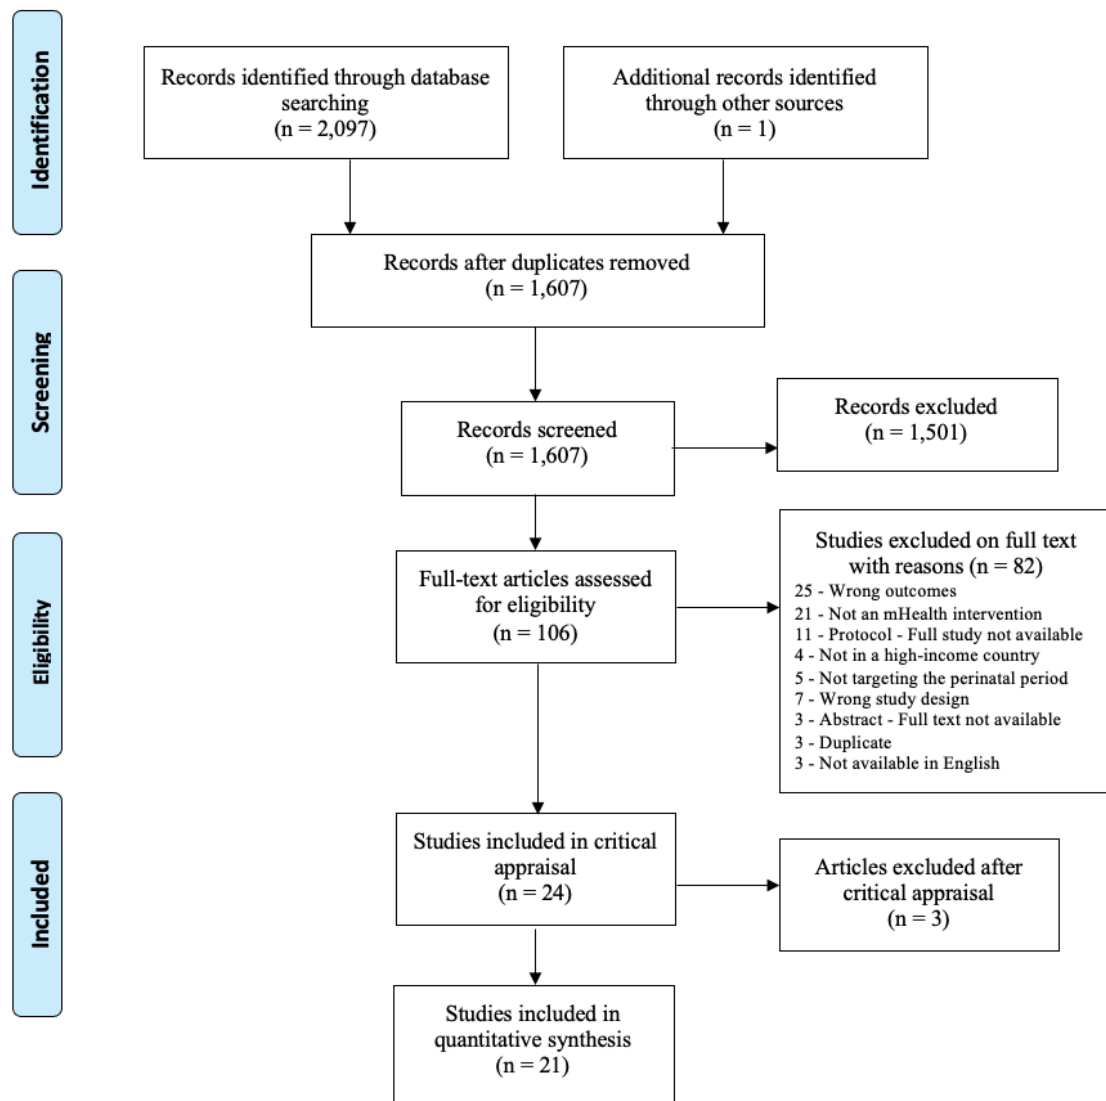 Identification
Records identified through database
searching
(n = 2,097)
Additional records identified
through other sources
(n = 1)
Records after duplicates removed
(n = 1,607)
Screening
Records screened
(n = 1,607)
Records excluded
(n = 1,501)
Eligibility
Full-text articles assessed
for eligibility
(n = 106)
Studies excluded on full text
with reasons (n = 82)
25 - Wrong outcomes
21 - Not an mHealth intervention
11 - Protocol - Full study not available
4 - Not in a high-income country
5 - Not targeting the perinatal period
7 - Wrong study design
3 - Abstract - Full text not available
3 - Duplicate
3 - Not available in English
Included
Studies included in critical
appraisal
(n = 24)
Articles excluded after
critical appraisal
(n = 3)
Studies included in
quantitative synthesis
(n = 21)